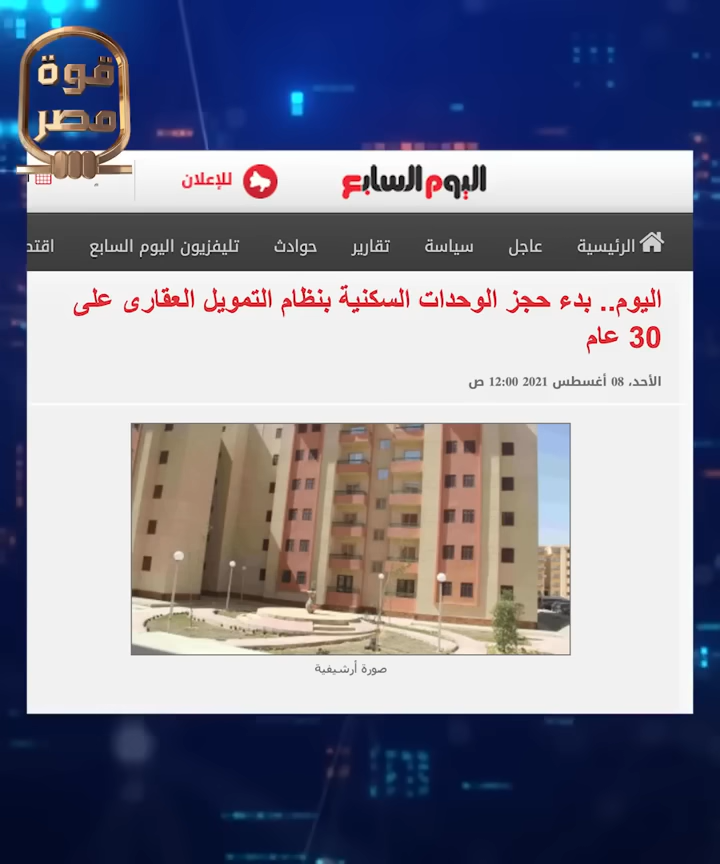 قوة
مصر
اليوم السابع
للإعلان
الرئيسية عاجل سياسة تقارير حوادث تليفزيون اليوم السابع اقتص
اليوم.. بدء حجز الوحدات السكنية بنظام التمويل العقارى على
30 عام
الأحد، 08 أغسطس 2021 12:00 ص
صورة أرشيفية